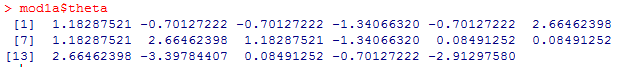 > mod1a$theta
 [1]  1.18287521 -0.70127222 -0.70127222 -1.34066320 -0.70127222  2.66462398
 [7]  1.18287521  2.66462398  1.18287521 -1.34066320  0.08491252  0.08491252
[13]  2.66462398 -3.39784407  0.08491252 -0.70127222 -2.91297580